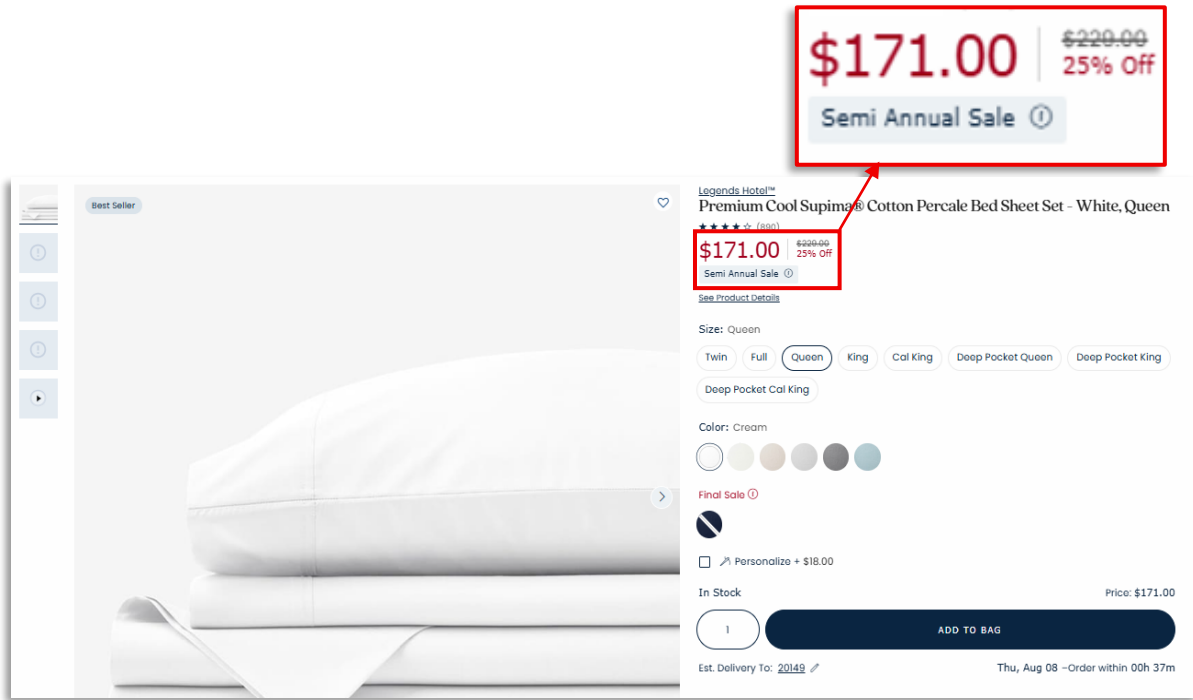 $171.00
25% Off
Semi Annual Sale
Best Seller
Legends Hotel™
Premium Cool Supima® Cotton Percale Bed Sheet Set - White, Queen
(890)
$171.00
25% Off
Semi Annual Sale
See Product Details
Size: Queen
Twin Full Queen King Cal King Deep Pocket Queen Deep Pocket King
Deep Pocket Cal King
Color: Cream
Final Sale
Personalize + $18.00
In Stock Price: $171.00
1 ADD TO BAG
Est. Delivery To: 20149 Thu, Aug 08 –Order within 00h 37m